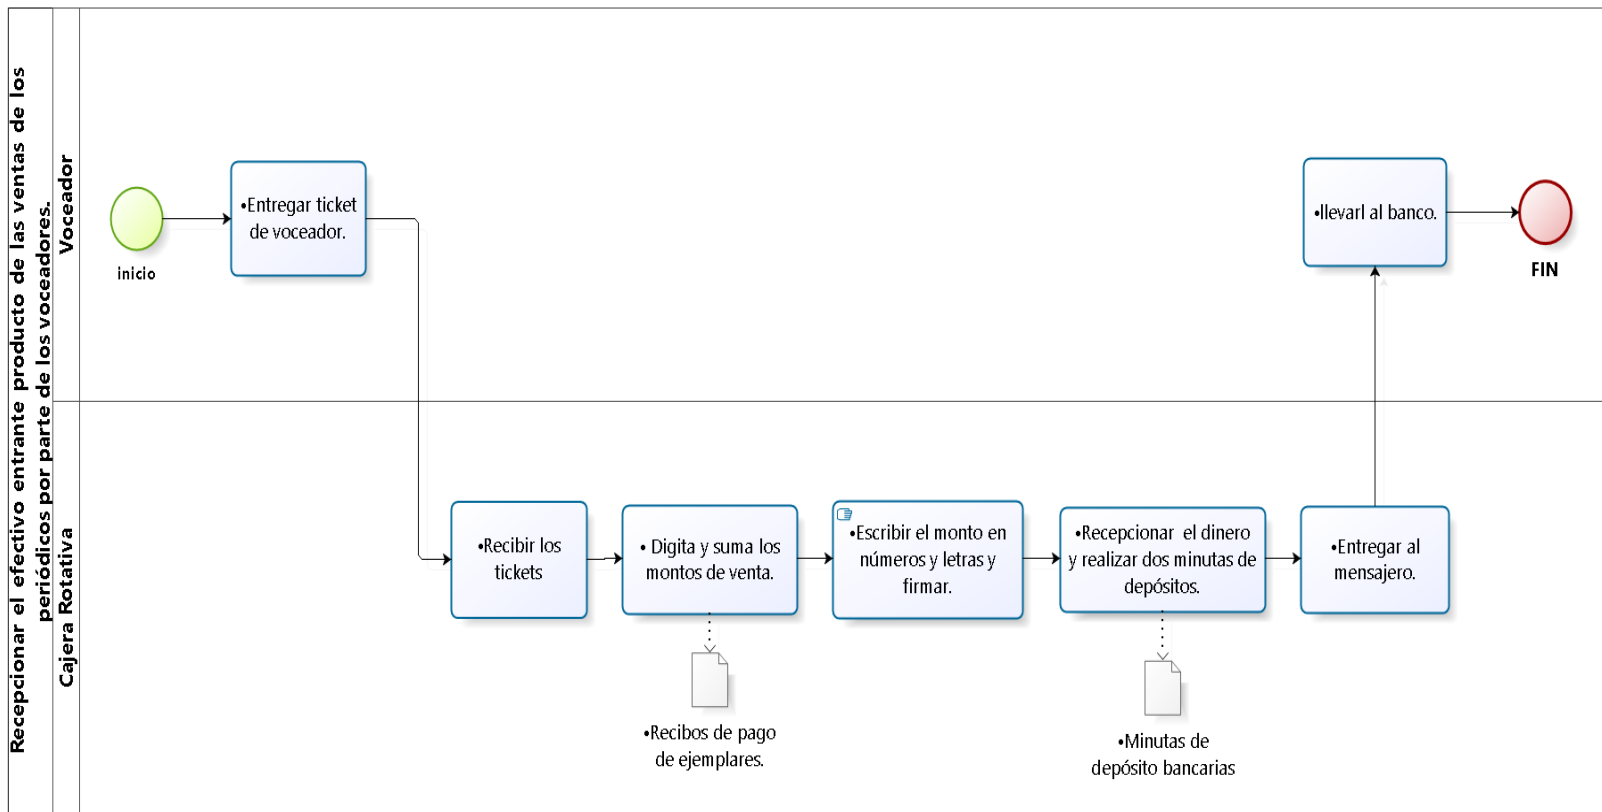 Recepcionar el efectivo entrante producto de las ventas de los
periódicos por parte de los voceadores.
Voceador
inicio
•Entregar ticket
de voceador.
•llevarl al banco.
FIN
Cajera Rotativa
•Recibir los
tickets
• Digita y suma los
montos de venta.
•Escribir el monto en
números y letras y
firmar.
•Recepcionar el dinero
y realizar dos minutas de
depósitos.
•Entregar al
mensajero.
•Recibos de pago
de ejemplares.
•Minutas de
depósito bancarias